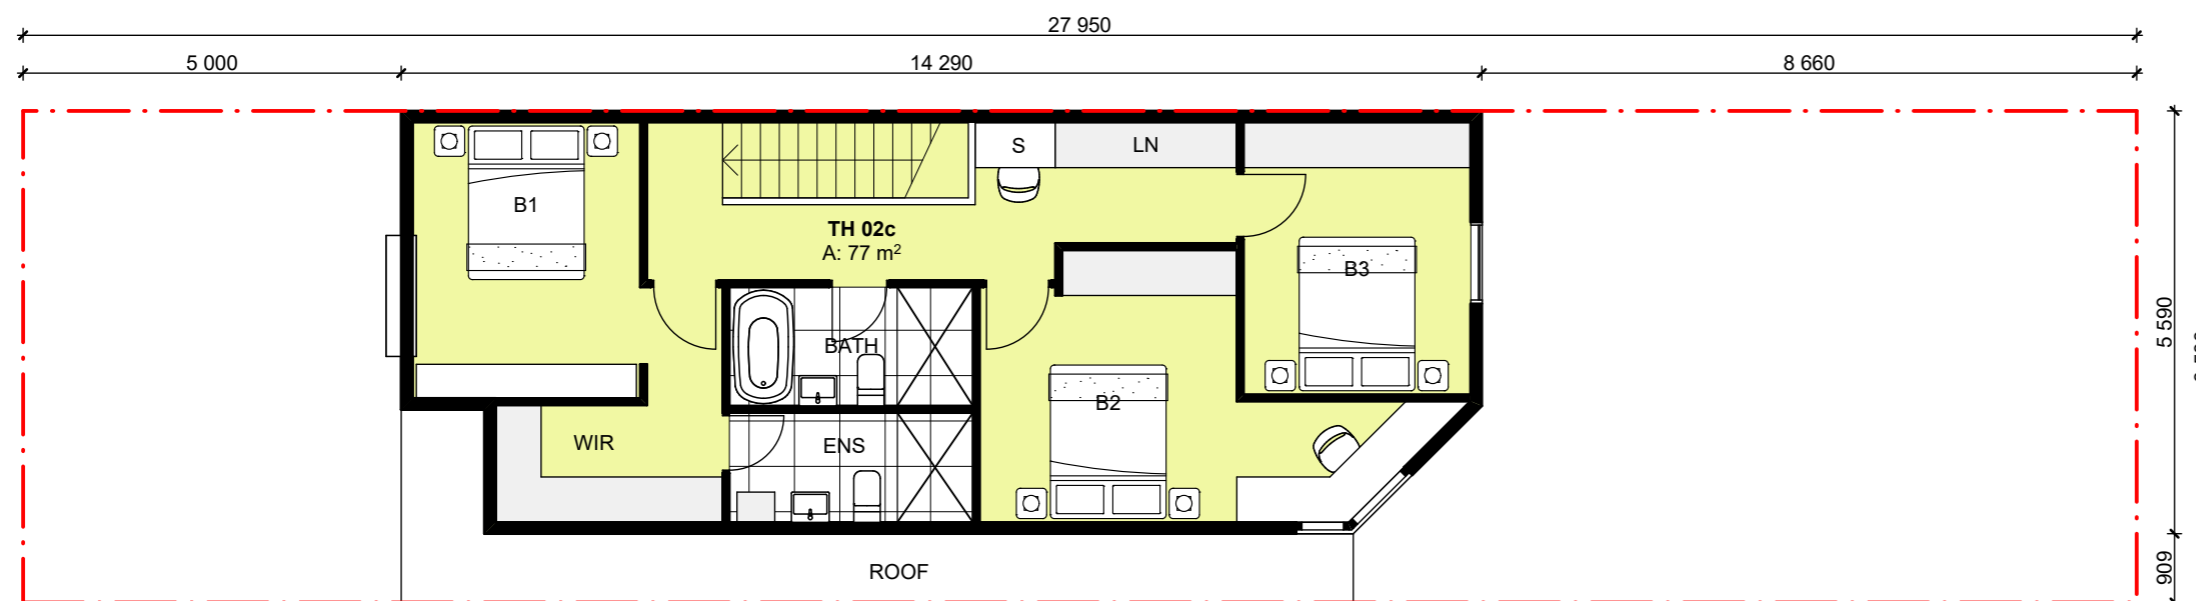 27 950
5 000
14 290
8 660
S
LN
B1
TH 02c
A: 77 m²
B3
5 590
BATH
B2
WIR
ENS
ROOF
909